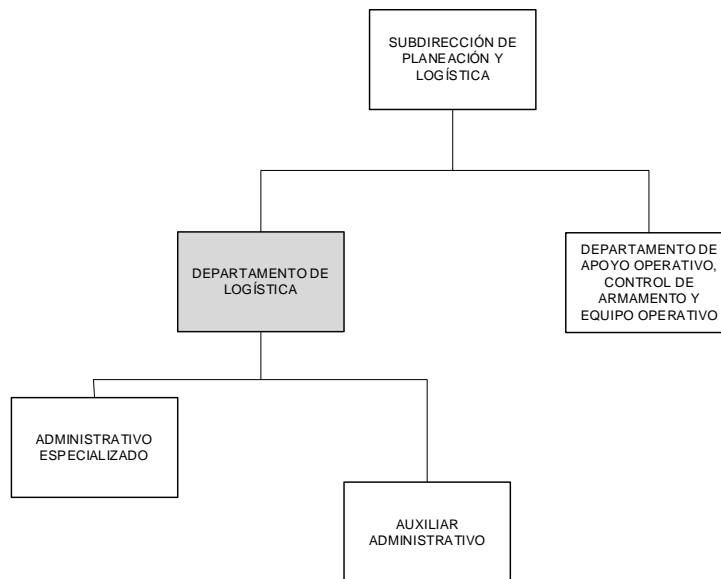 SUBDIRECCIÓN DE
PLANEACIÓN Y
LOGÍSTICA
DEPARTAMENTO DE
LOGÍSTICA
DEPARTAMENTO DE
APOYO OPERATIVO,
CONTROL DE
ARMAMENTO Y
EQUIPO OPERATIVO
ADMINISTRATIVO
ESPECIALIZADO
AUXILIAR
ADMINISTRATIVO